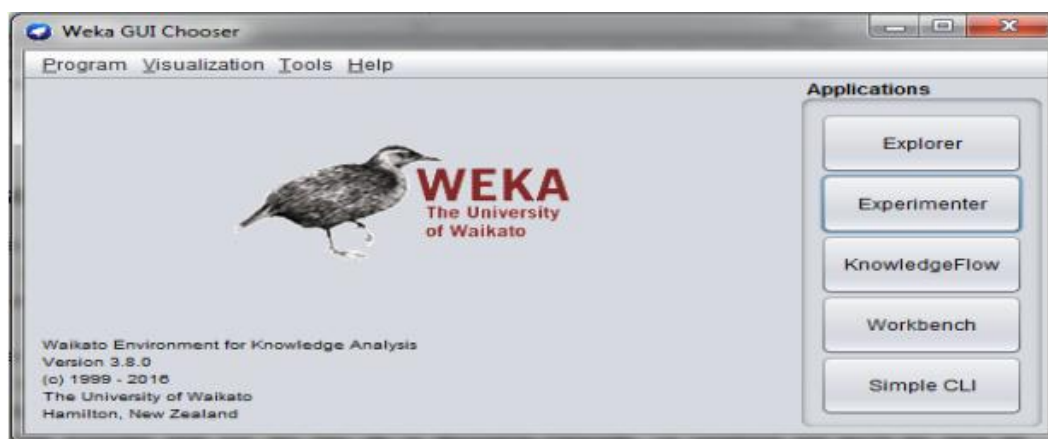 Weka GUI Chooser
Program Visualization Tools Help
WEKA
The University
of Waikato
Waikato Environment for Knowledge Analysis
Version 3.8.0
(c) 1999 - 2016
The University of Waikato
Hamilton, New Zealand
Applications
Explorer
Experimenter
KnowledgeFlow
Workbench
Simple CLI